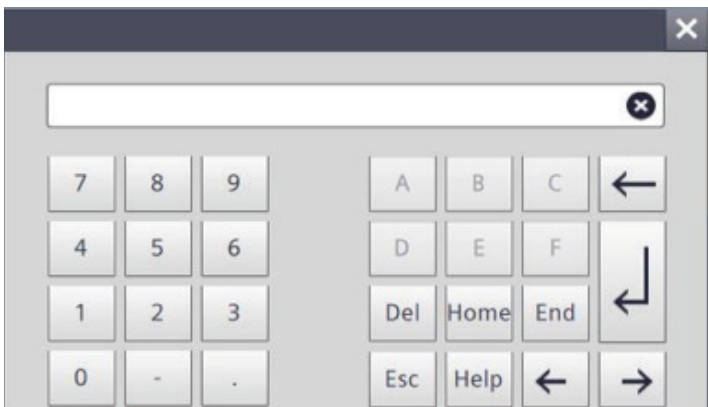 7 8 9 A B C ←
4 5 6 D E F ↵
1 2 3 Del Home End
0 - . Esc Help ← →